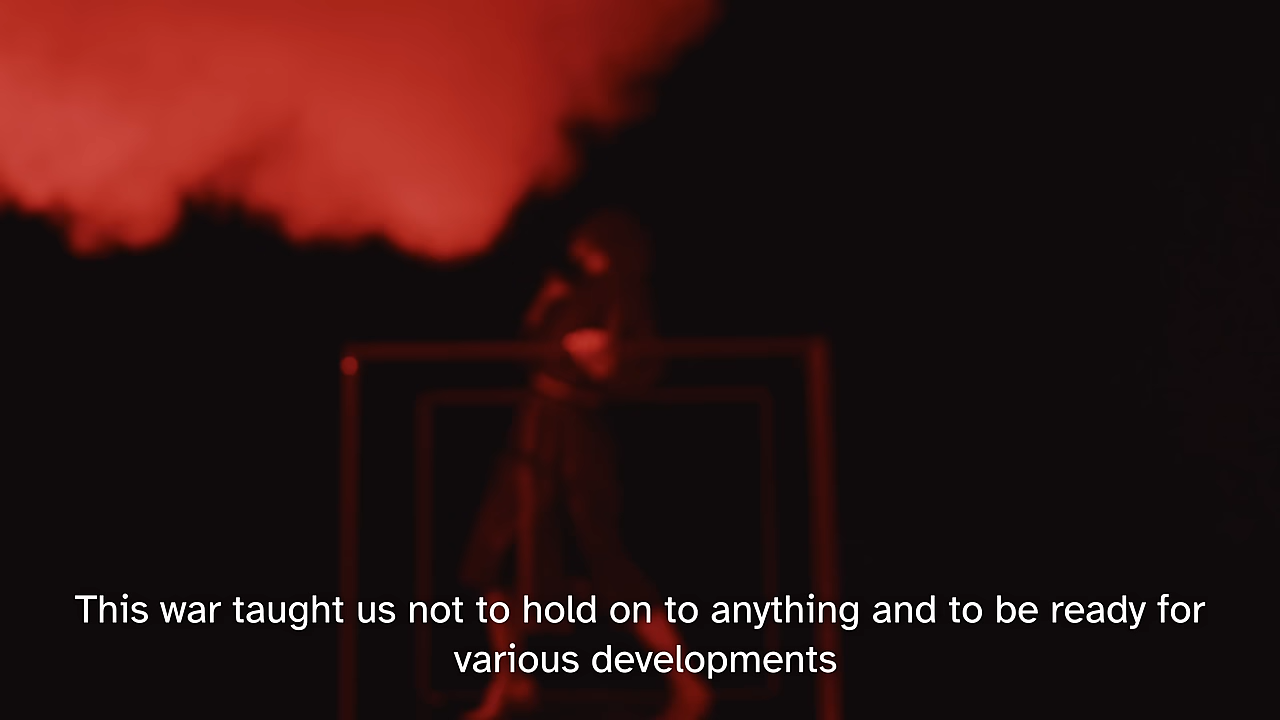 This war taught us not to hold on to anything and to be ready for
various developments